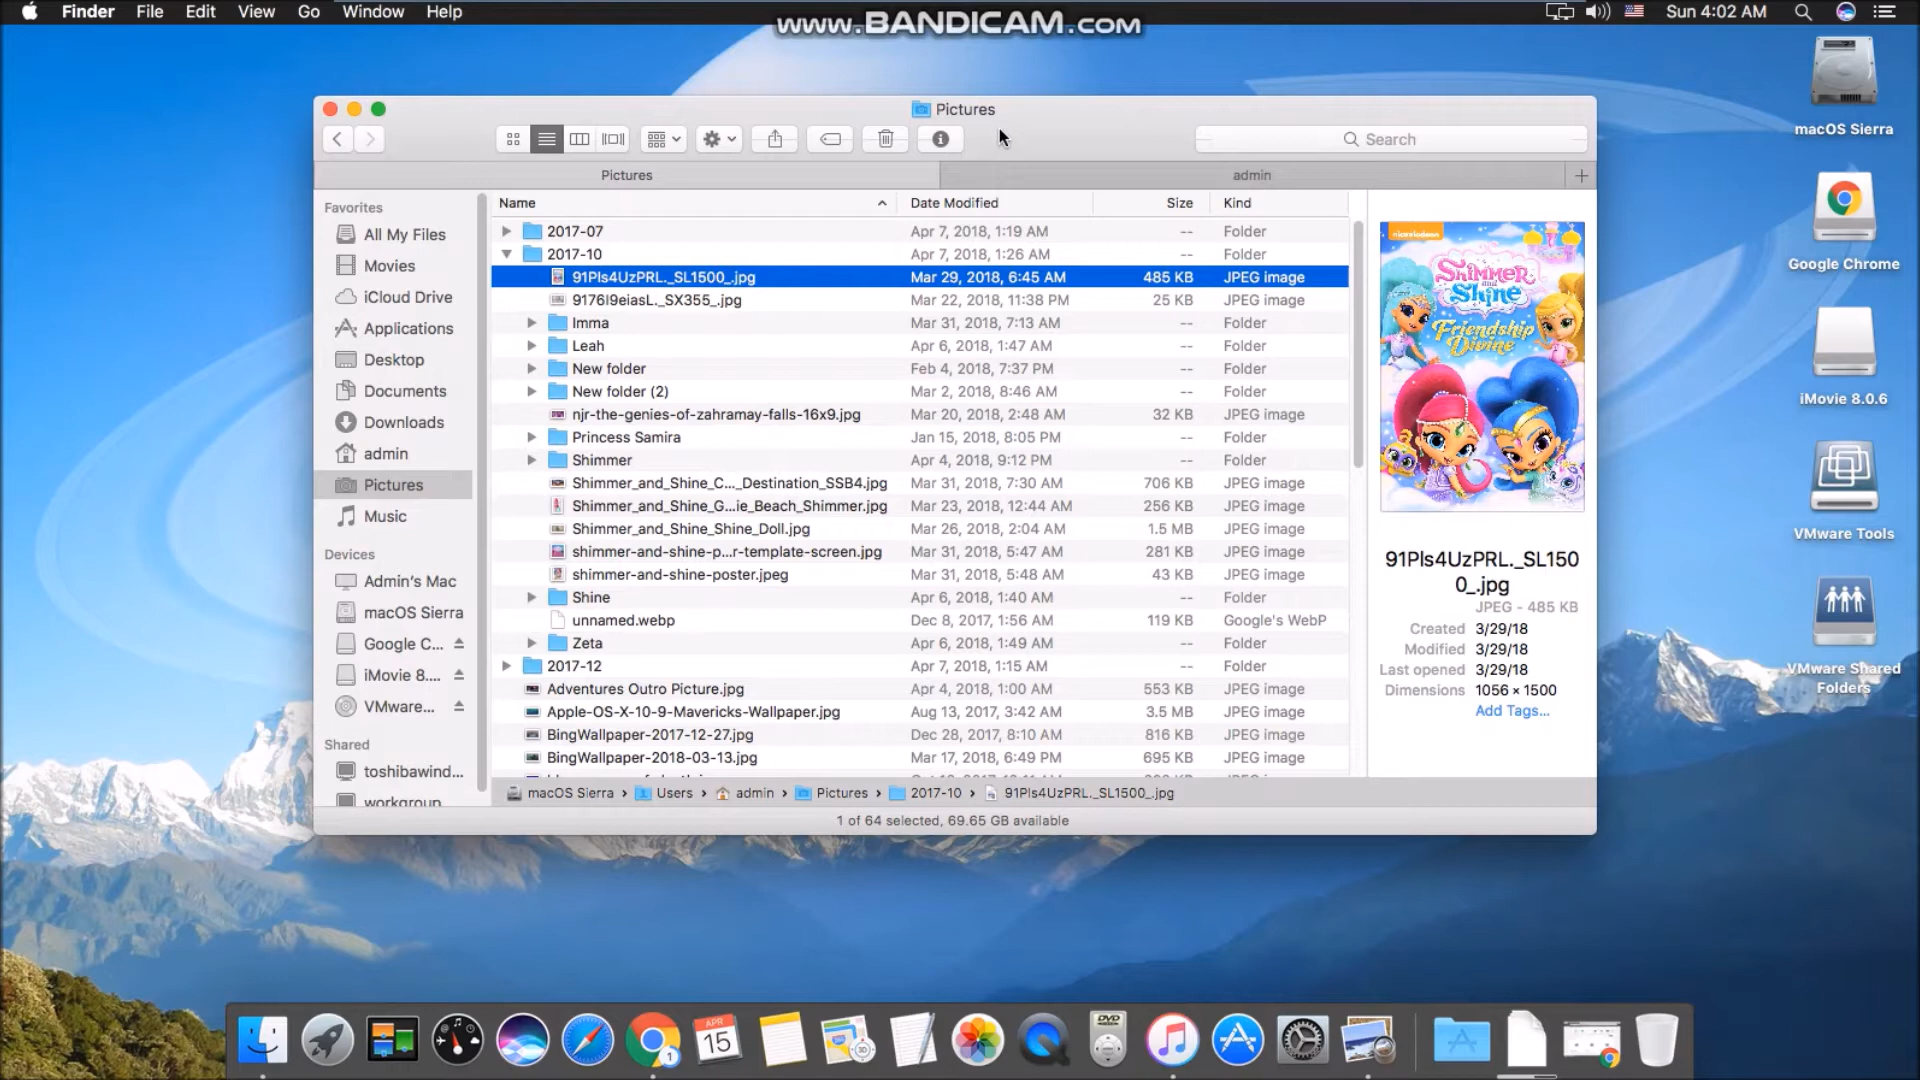 Finder File Edit View Go Window Help
Sun 4:02 AM
www.BANDICAM.com
Pictures
Search
Pictures
admin
Name Date Modified Size Kind
Favorites
All My Files
Movies
iCloud Drive
Applications
Desktop
Documents
Downloads
admin
Pictures
Music
Devices
Admin's Mac
macOS Sierra
Google C...
iMovie 8....
VMware...
Shared
toshibawind...
workgroup
2017-07 Apr 7, 2018, 1:19 AM -- Folder
2017-10 Apr 7, 2018, 1:26 AM -- Folder
91Pls4UzPRL._SL1500_.jpg Mar 29, 2018, 6:45 AM 485 KB JPEG image
9176l9eiasL._SX355_.jpg Mar 22, 2018, 11:38 PM 25 KB JPEG image
Imma Mar 31, 2018, 7:13 AM -- Folder
Leah Apr 6, 2018, 1:47 AM -- Folder
New folder Feb 4, 2018, 7:37 PM -- Folder
New folder (2) Mar 2, 2018, 8:46 AM -- Folder
njr-the-genies-of-zahramay-falls-16x9.jpg Mar 20, 2018, 2:48 AM 32 KB JPEG image
Princess Samira Jan 15, 2018, 8:05 PM -- Folder
Shimmer Apr 4, 2018, 9:12 PM -- Folder
Shimmer_and_Shine_C..._Destination_SSB4.jpg Mar 31, 2018, 7:30 AM 706 KB JPEG image
Shimmer_and_Shine_G...ie_Beach_Shimmer.jpg Mar 23, 2018, 12:44 AM 256 KB JPEG image
Shimmer_and_Shine_Shine_Doll.jpg Mar 26, 2018, 2:04 AM 1.5 MB JPEG image
shimmer-and-shine-p...r-template-screen.jpg Mar 31, 2018, 5:47 AM 281 KB JPEG image
shimmer-and-shine-poster.jpeg Mar 31, 2018, 5:48 AM 43 KB JPEG image
Shine Apr 6, 2018, 1:40 AM -- Folder
unnamed.webp Dec 8, 2017, 1:56 AM 119 KB Google's WebP
Zeta Apr 6, 2018, 1:49 AM -- Folder
2017-12 Apr 7, 2018, 1:15 AM -- Folder
Adventures Outro Picture.jpg Apr 4, 2018, 1:00 AM 553 KB JPEG image
Apple-OS-X-10-9-Mavericks-Wallpaper.jpg Aug 13, 2017, 3:42 AM 3.5 MB JPEG image
BingWallpaper-2017-12-27.jpg Dec 28, 2017, 8:10 AM 816 KB JPEG image
BingWallpaper-2018-03-13.jpg Mar 17, 2018, 6:49 PM 695 KB JPEG image
nickelodeon
Shimmer
and
Shine
Friendship
Divine
91Pls4UzPRL._SL150
0_.jpg
JPEG - 485 KB
Created 3/29/18
Modified 3/29/18
Last opened 3/29/18
Dimensions 1056 × 1500
Add Tags...
macOS Sierra › Users › admin › Pictures › 2017-10 › 91Pls4UzPRL._SL1500_.jpg
1 of 64 selected, 69.65 GB available
macOS Sierra
Google Chrome
iMovie 8.0.6
VMware Tools
VMware Shared
Folders
1
APR
15
30
DVD